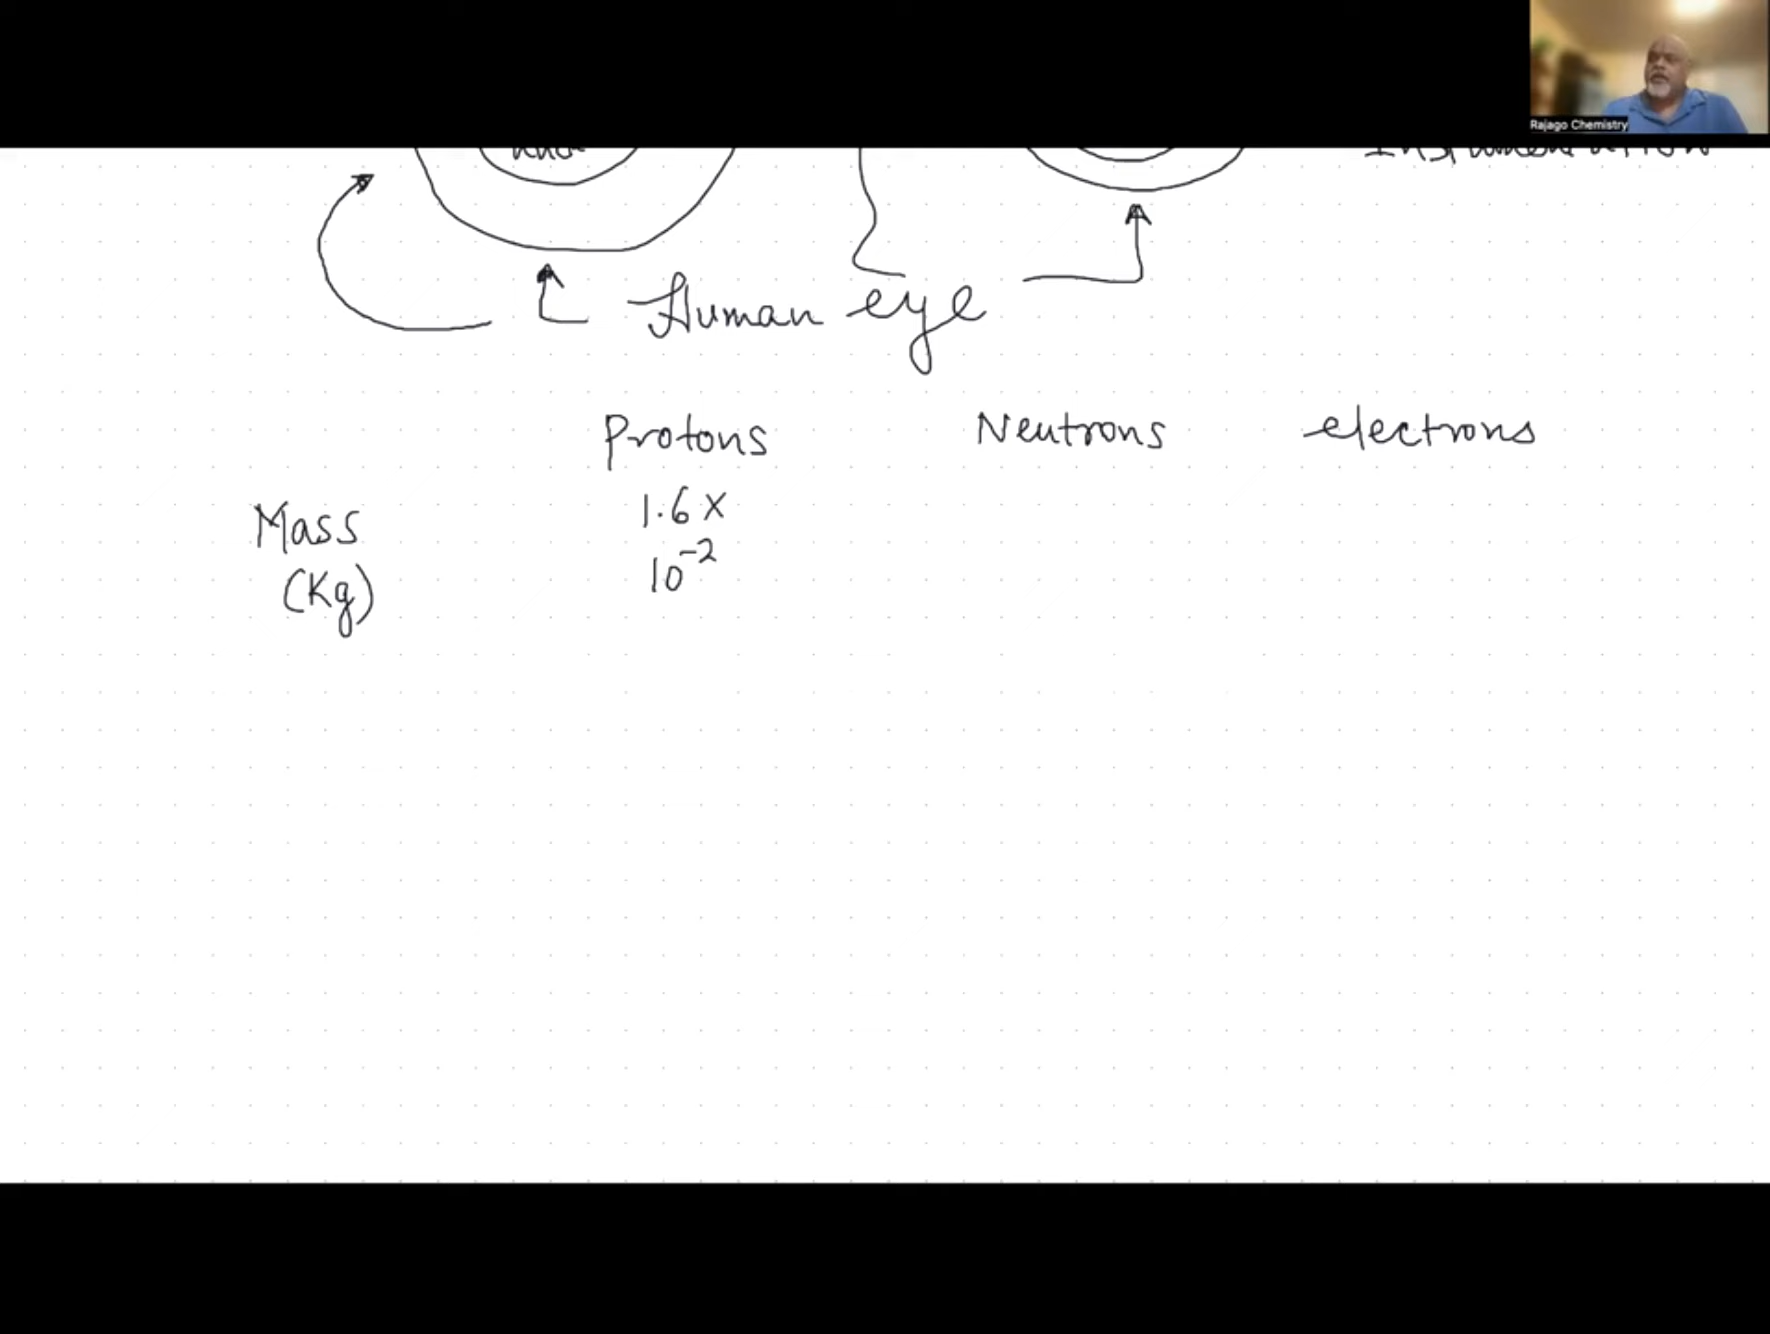 Rajago Chemistry
Human eye
Protons Neutrons electrons
Mass
(Kg)
1.6 x
10⁻²